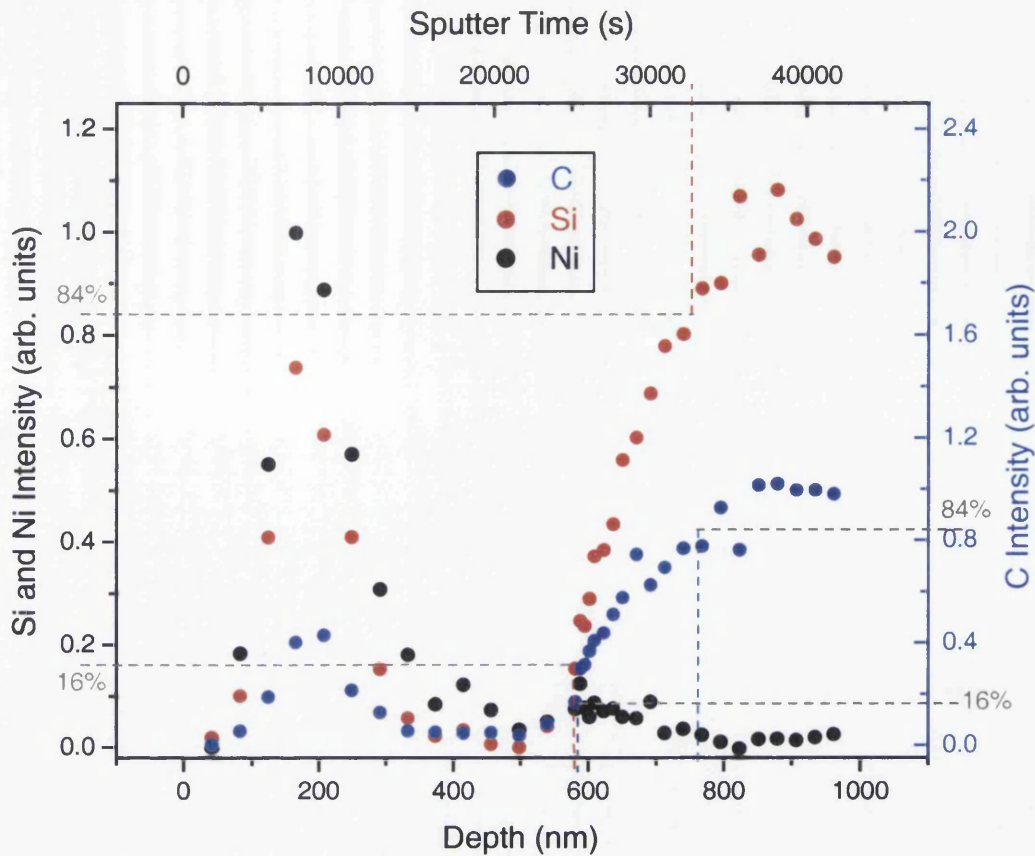 Sputter Time (s)
0 10000 20000 30000 40000
1.2
1.0
0.8
0.6
0.4
0.2
0.0
84%
16%
Si and Ni Intensity (arb. units)
C
Si
Ni
2.4
2.0
1.6
1.2
0.8
0.4
0.0
84%
16%
C Intensity (arb. units)
0 200 400 600 800 1000
Depth (nm)